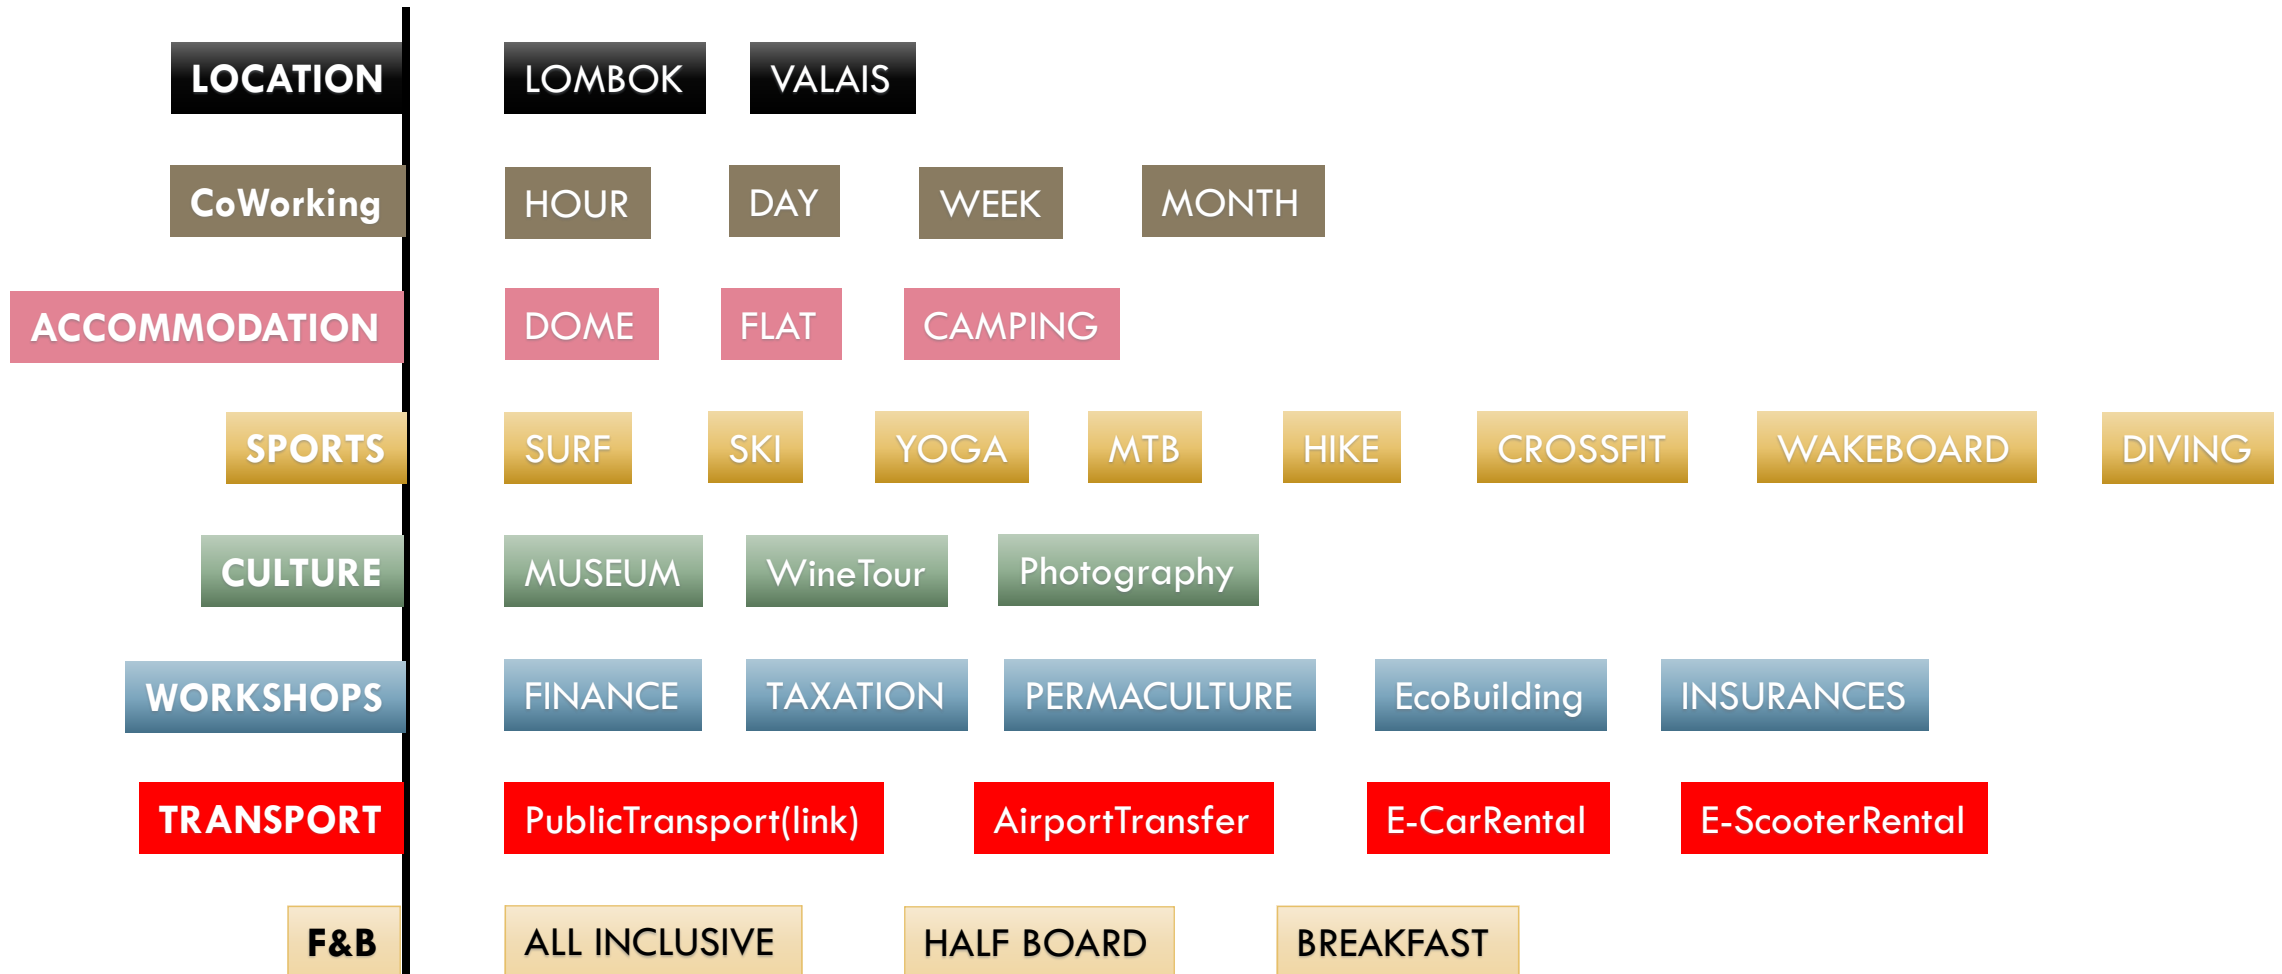 LOCATION LOMBOK VALAIS
CoWorking HOUR DAY WEEK MONTH
ACCOMMODATION DOME FLAT CAMPING
SPORTS SURF SKI YOGA MTB HIKE CROSSFIT WAKEBOARD DIVING
CULTURE MUSEUM WineTour Photography
WORKSHOPS FINANCE TAXATION PERMACULTURE EcoBuilding INSURANCES
TRANSPORT PublicTransport(link) AirportTransfer E-CarRental E-ScooterRental
F&B ALL INCLUSIVE HALF BOARD BREAKFAST